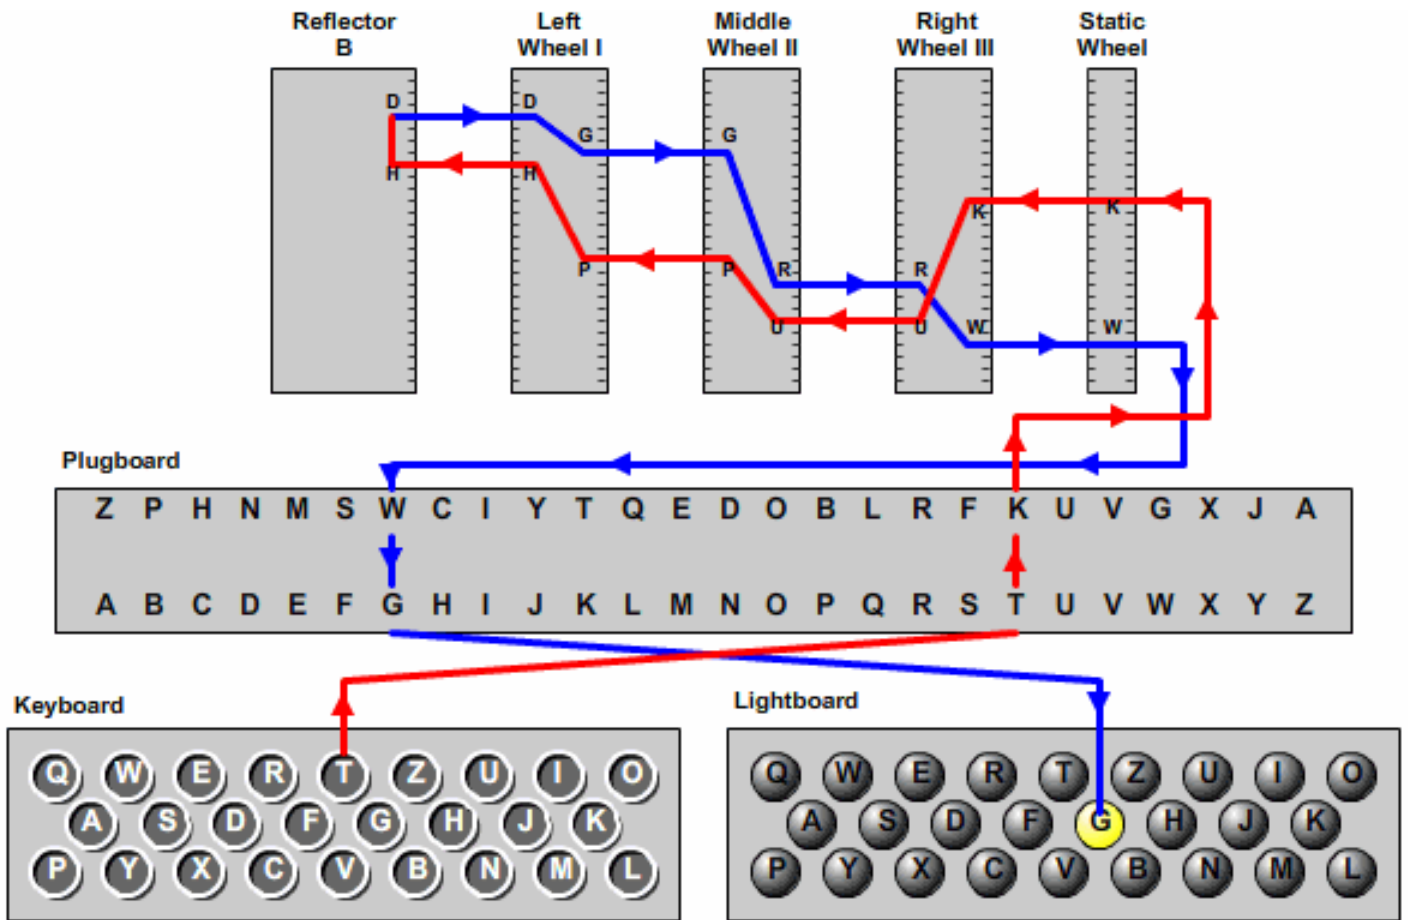 Reflector Left Middle Right Static
B Wheel I Wheel II Wheel III Wheel
D D
G G
H H
K K
P P R R
U U W W
Plugboard
Z P H N M S W C I Y T Q E D O B L R F K U V G X J A
A B C D E F G H I J K L M N O P Q R S T U V W X Y Z
Keyboard
Q W E R T Z U I O
A S D F G H J K
P Y X C V B N M L
Lightboard
Q W E R T Z U I O
A S D F G H J K
P Y X C V B N M L